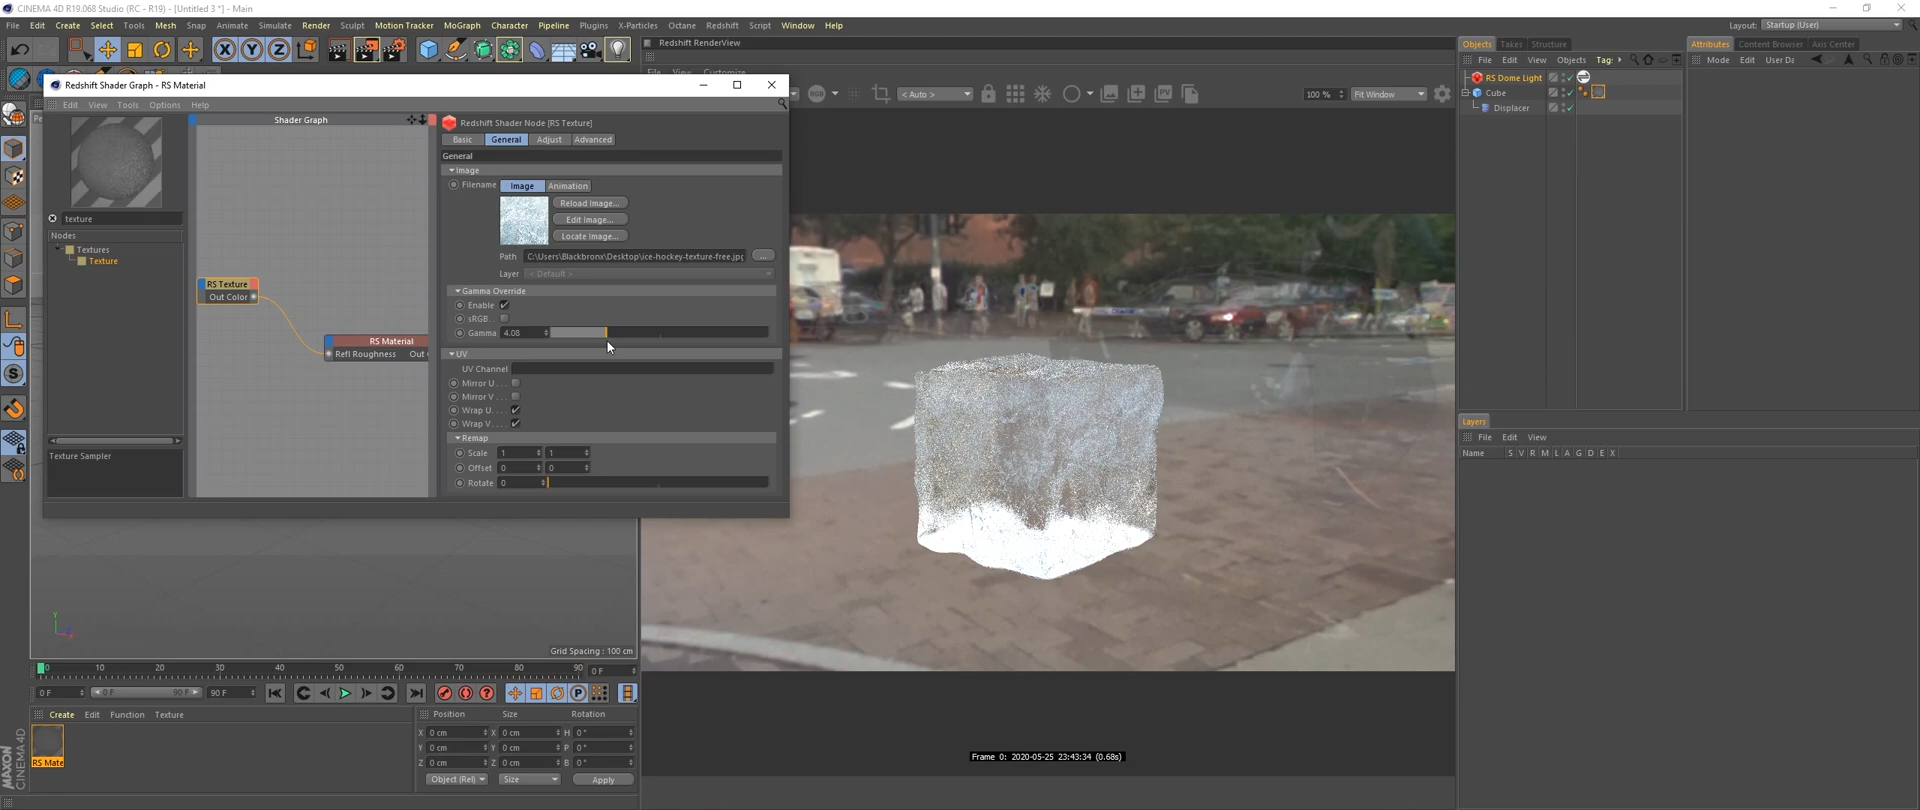 CINEMA 4D R19.068 Studio (RC - R19) - [Untitled 3 *] - Main
File Edit Create Select Tools Mesh Snap Animate Simulate Render Sculpt Motion Tracker MoGraph Character Pipeline Plugins X-Particles Octane Redshift Script Window Help
Layout: Startup (User)
X Y Z
Redshift RenderView
File View Customize
RGB < Auto > PV 100 % Fit Window
Redshift Shader Graph - RS Material
Edit View Tools Options Help
texture
Nodes
Textures
Texture
Texture Sampler
Shader Graph
RS Texture
Out Color
RS Material
Refl Roughness Out
Redshift Shader Node [RS Texture]
Basic General Adjust Advanced
General
Image
Filename Image Animation
Reload Image...
Edit Image...
Locate Image...
Path C:\Users\Blackbronx\Desktop\ice-hockey-texture-free.jpg ...
Layer < Default >
Gamma Override
Enable
sRGB
Gamma 4.08
UV
UV Channel
Mirror U . . .
Mirror V . . .
Wrap U. . . .
Wrap V. . . .
Remap
Scale 1 1
Offset 0 0
Rotate 0
Grid Spacing : 100 cm
0 10 20 30 40 50 60 70 80 90 0 F
0 F 0 F 90 F 90 F
P
Create Edit Function Texture
RS Mate
Position Size Rotation
X 0 cm X 0 cm H 0 °
Y 0 cm Y 0 cm P 0 °
Z 0 cm Z 0 cm B 0 °
Object (Rel) Size Apply
MAXON CINEMA 4D
Frame 0: 2020-05-25 23:43:34 (0.68s)
Objects Takes Structure
File Edit View Objects Tag:
RS Dome Light
Cube
Displacer
Attributes Content Browser Axis Center
Mode Edit User Da
Layers
File Edit View
Name S V R M L A G D E X